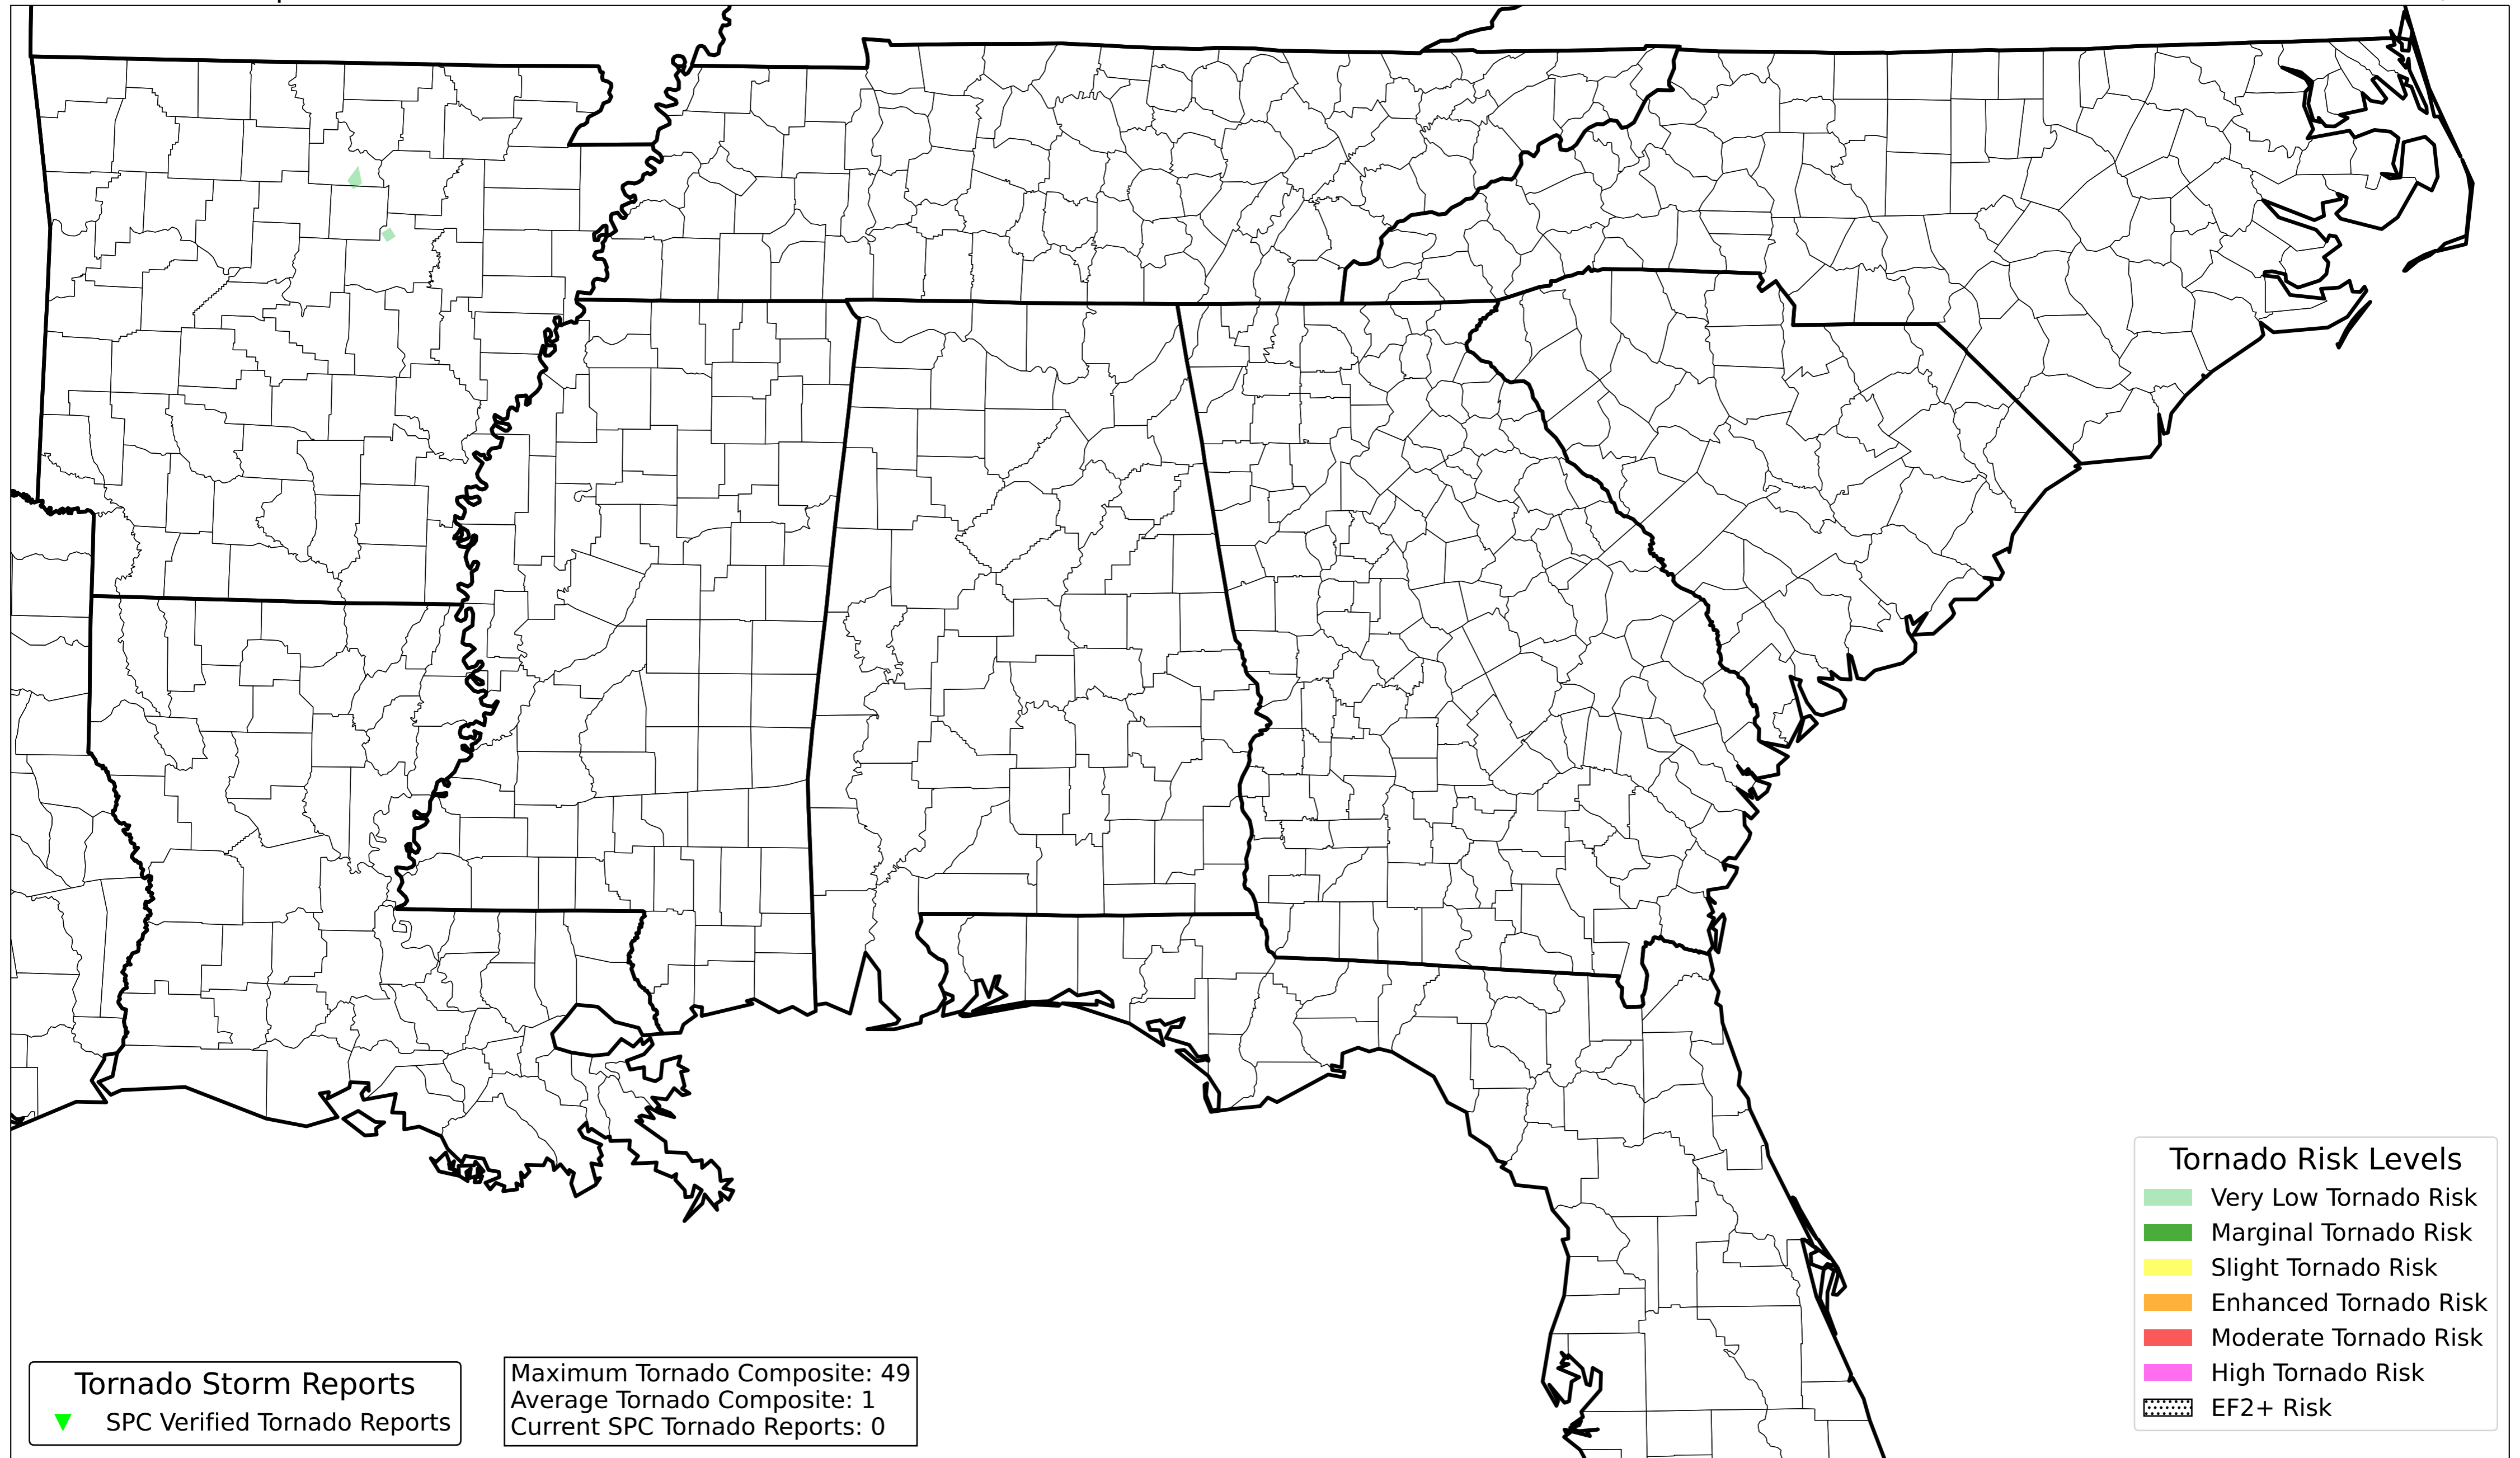 Tornado Risk Levels
Very Low Tornado Risk
Marginal Tornado Risk
Slight Tornado Risk
Enhanced Tornado Risk
Moderate Tornado Risk
High Tornado Risk
EF2+ Risk
Tornado Storm Reports
SPC Verified Tornado Reports
Maximum Tornado Composite: 49
Average Tornado Composite: 1
Current SPC Tornado Reports: 0